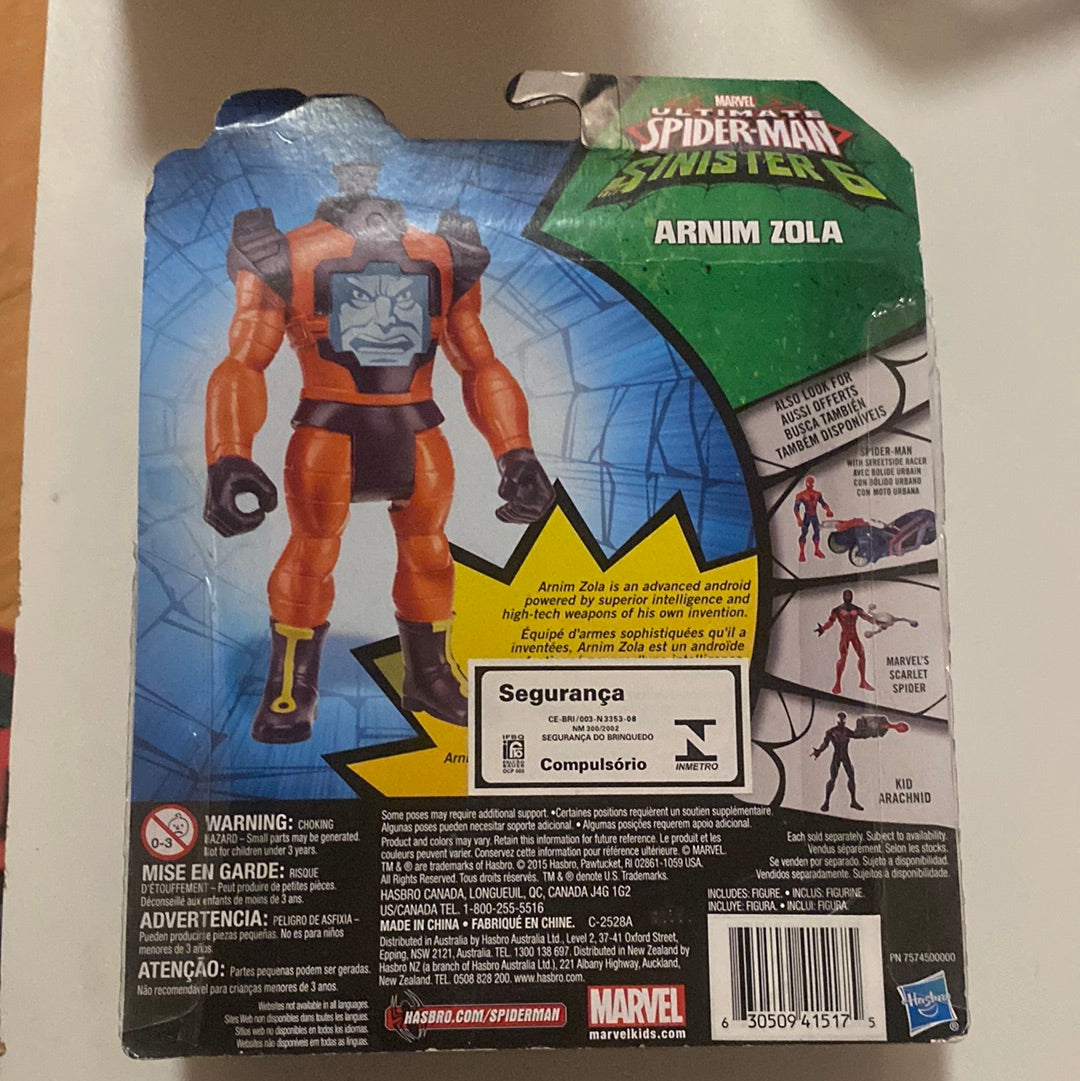 MARVEL
ULTIMATE
SPIDER-MAN
SINISTER 6
ARNIM ZOLA
ALSO LOOK FOR
AUSSI OFFERTS
BUSCA TAMBIÉN
TAMBÉM DISPONÍVEIS
SPIDER-MAN
WITH STREETSIDE RACER
AVEC BOLIDE URBAIN
CON BÓLIDO URBANO
COM MOTO URBANA
MARVEL'S
SCARLET
SPIDER
KID
ARACHNID
Arnim Zola is an advanced android
powered by superior intelligence and
high-tech weapons of his own invention.
Équipé d'armes sophistiquées qu'il a
inventées, Arnim Zola est un androïde
Arni
Segurança
CE-BRI/003-N3353-08
NM 300/2002
SEGURANÇA DO BRINQUEDO
Compulsório
IFBQ
OCP 003
INMETRO
0-3
WARNING: CHOKING
HAZARD – Small parts may be generated.
Not for children under 3 years.
MISE EN GARDE: RISQUE
D'ÉTOUFFEMENT – Peut produire de petites pièces.
Déconseillé aux enfants de moins de 3 ans.
ADVERTENCIA: PELIGRO DE ASFIXIA –
Pueden producirse piezas pequeñas. No es para niños
menores de 3 años.
ATENÇÃO: Partes pequenas podem ser geradas.
Não recomendável para crianças menores de 3 anos.
Websites not available in all languages.
Sites Web non disponibles dans toutes les langues.
Sitios web no disponibles en todos los idiomas.
Websites não disponíveis em todas as línguas.
Some poses may require additional support. •Certaines positions requièrent un soutien supplémentaire.
Algunas poses pueden necesitar soporte adicional. • Algumas posições requerem apoio adicional.
Product and colors may vary. Retain this information for future reference. Le produit et les
couleurs peuvent varier. Conservez cette information pour référence ultérieure. © MARVEL
TM & ® are trademarks of Hasbro. © 2015 Hasbro, Pawtucket, RI 02861-1059 USA.
All Rights Reserved. Tous droits réservés. TM & ® denote U.S. Trademarks.
HASBRO CANADA, LONGUEUIL, QC, CANADA J4G 1G2
US/CANADA TEL. 1-800-255-5516
MADE IN CHINA • FABRIQUÉ EN CHINE. C-2528A
Distributed in Australia by Hasbro Australia Ltd., Level 2, 37-41 Oxford Street,
Epping, NSW 2121, Australia. TEL. 1300 138 697. Distributed in New Zealand by
Hasbro NZ (a branch of Hasbro Australia Ltd.), 221 Albany Highway, Auckland,
New Zealand. TEL. 0508 828 200. www.hasbro.com.
HASBRO.COM/SPIDERMAN
MARVEL
marvelkids.com
Each sold separately. Subject to availability.
Vendus séparément. Selon les stocks.
Se venden por separado. Sujeto a disponibilidad.
Vendidos separadamente. Sujeitos à disponibilidade.
INCLUDES: FIGURE. • INCLUS: FIGURINE.
INCLUYE: FIGURA. • INCLUI: FIGURA.
PN 7574500000
6 30509 41517 5
Hasbro